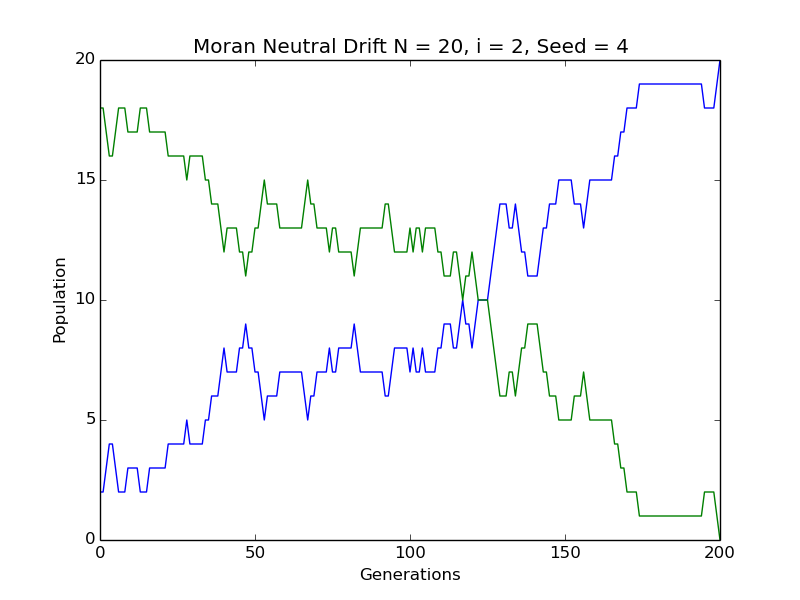 Moran Neutral Drift N = 20, i = 2, Seed = 4
20
15
10
5
0
Population
0 50 100 150 200
Generations